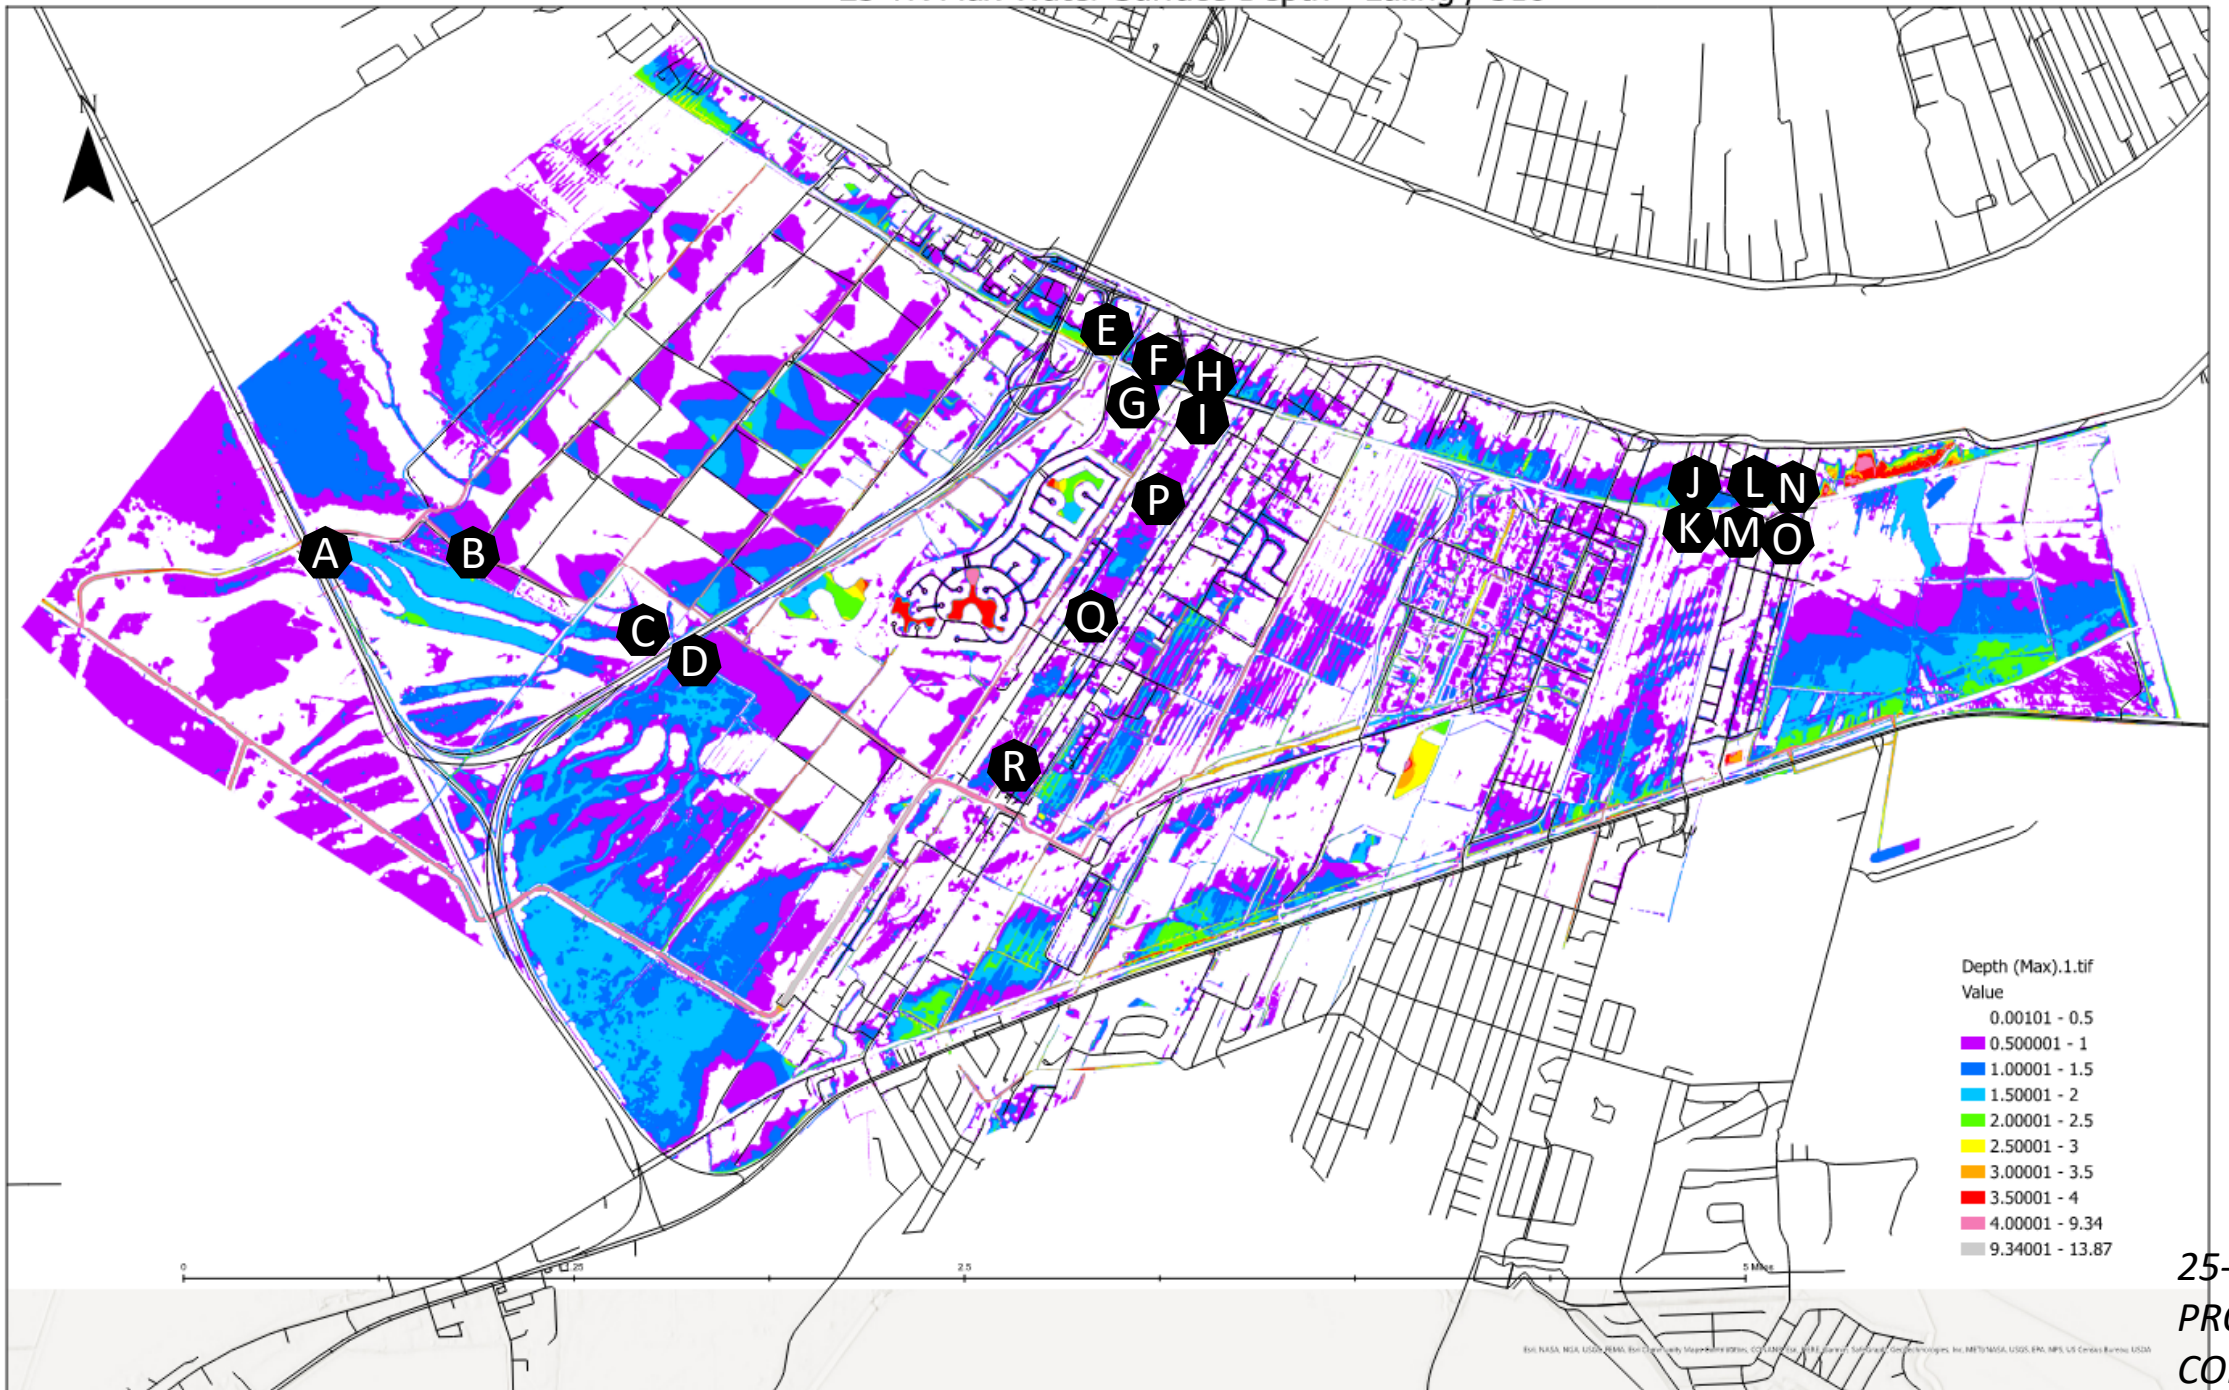 N
E
F
H
G
I
J
L
N
P
K
M
O
A
B
Q
C
D
R
Depth (Max).1.tif
Value
0.00101 - 0.5
0.500001 - 1
1.00001 - 1.5
1.50001 - 2
2.00001 - 2.5
2.50001 - 3
3.00001 - 3.5
3.50001 - 4
4.00001 - 9.34
9.34001 - 13.87
0
2.5
5 Miles
25-